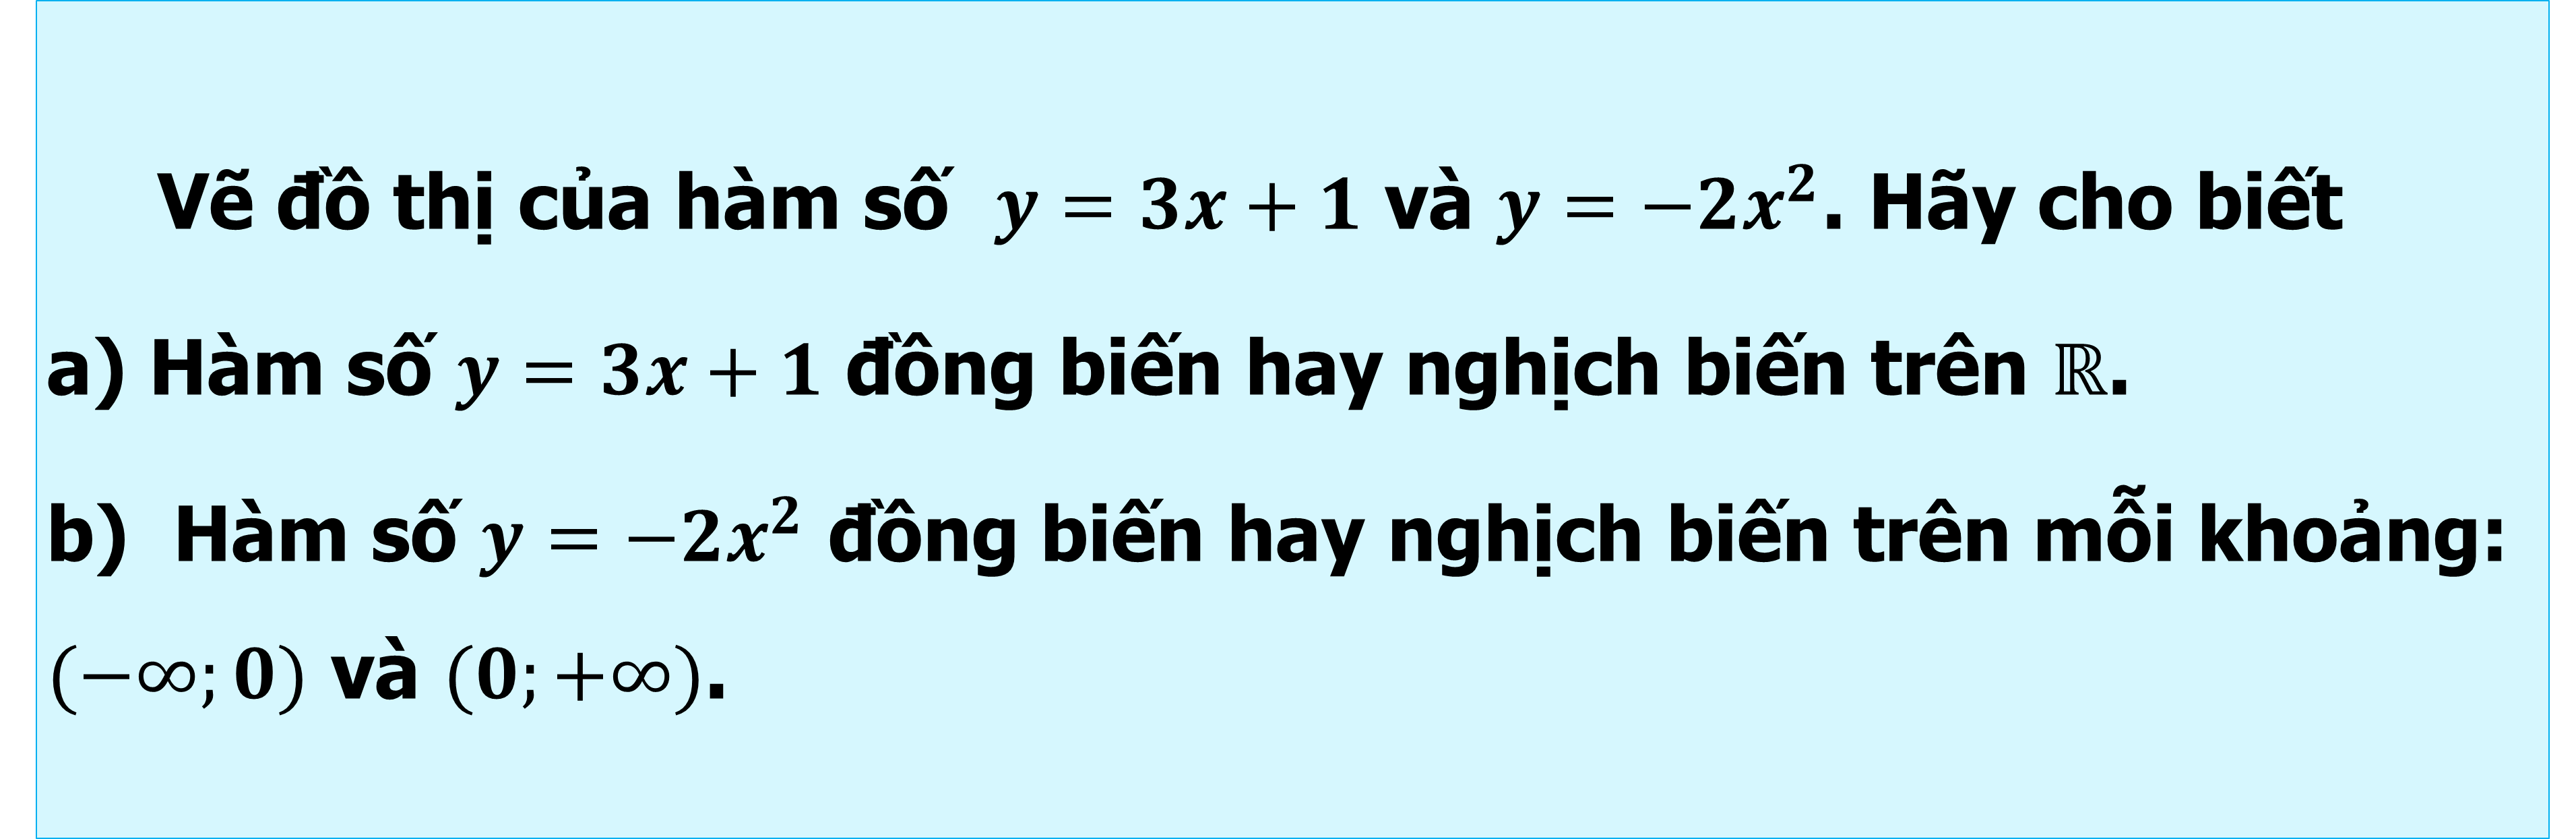 Vẽ đồ thị của hàm số y = 3x + 1 và y = −2x². Hãy cho biết
a) Hàm số y = 3x + 1 đồng biến hay nghịch biến trên ℝ.
b) Hàm số y = −2x² đồng biến hay nghịch biến trên mỗi khoảng:
(−∞; 0) và (0; +∞).